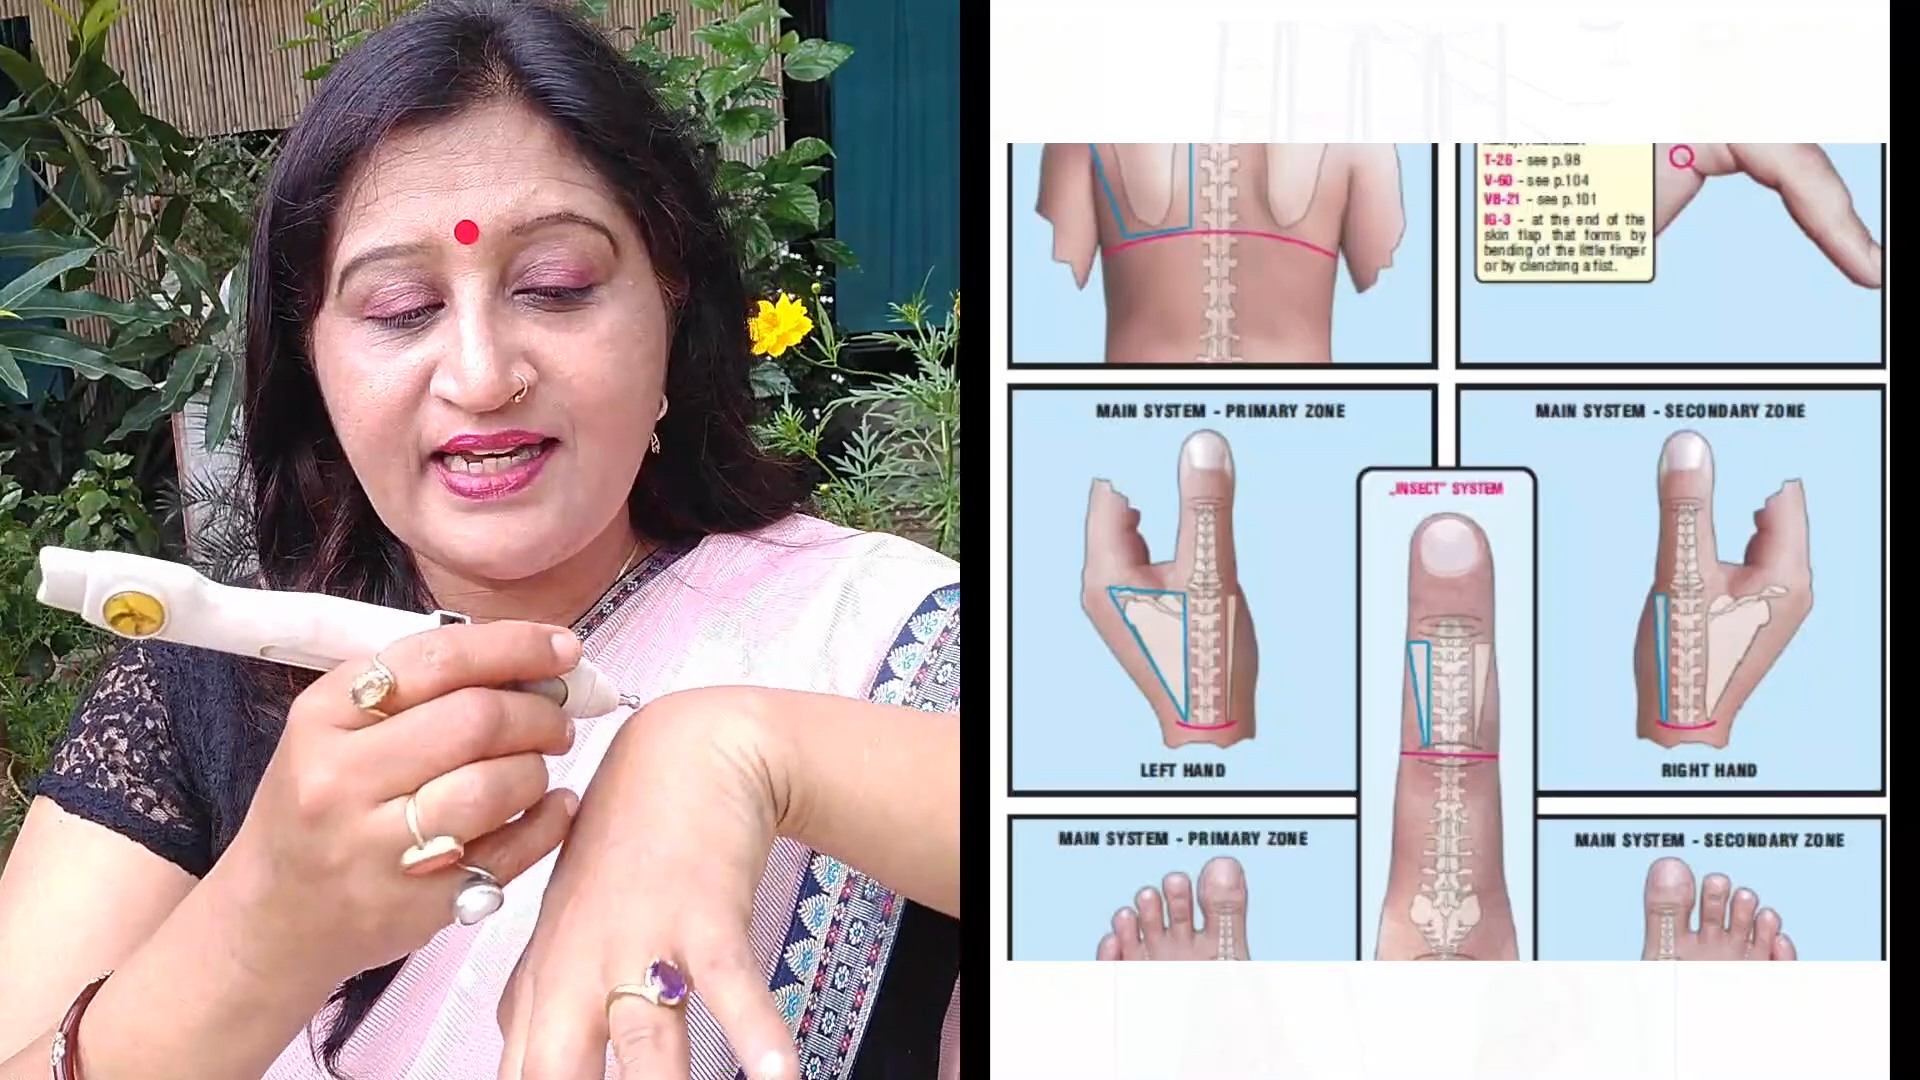 T-26 - see p.98
V-60 - see p.104
VB-21 - see p.101
IG-3 - at the end of the
skin flap that forms by
bending of the little finger
or by clenching a fist.
MAIN SYSTEM - PRIMARY ZONE
MAIN SYSTEM - SECONDARY ZONE
„INSECT” SYSTEM
LEFT HAND
RIGHT HAND
MAIN SYSTEM - PRIMARY ZONE
MAIN SYSTEM - SECONDARY ZONE